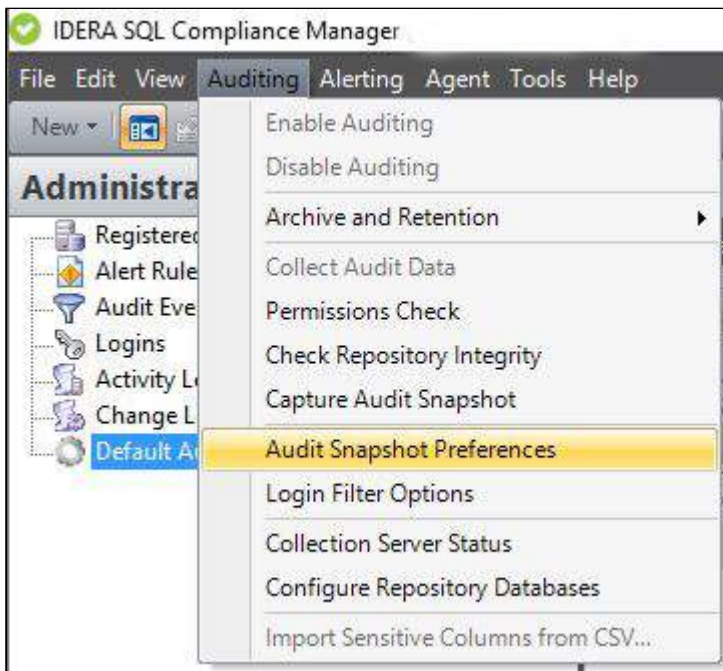 IDERA SQL Compliance Manager
File Edit View Auditing Alerting Agent Tools Help
New
Administra
Registered
Alert Rule
Audit Eve
Logins
Activity L
Change L
Default A
Enable Auditing
Disable Auditing
Archive and Retention
Collect Audit Data
Permissions Check
Check Repository Integrity
Capture Audit Snapshot
Audit Snapshot Preferences
Login Filter Options
Collection Server Status
Configure Repository Databases
Import Sensitive Columns from CSV...